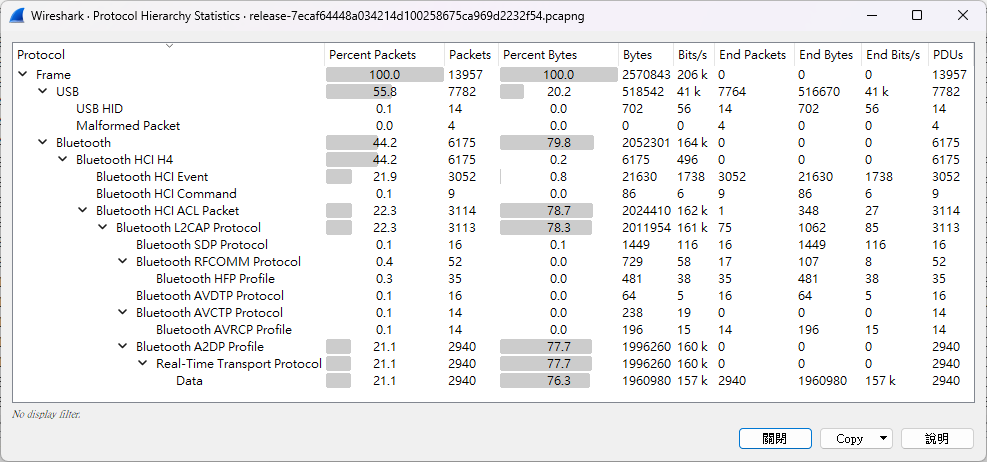 Wireshark · Protocol Hierarchy Statistics · release-7ecaf64448a034214d100258675ca969d2232f54.pcapng
Protocol Percent Packets Packets Percent Bytes Bytes Bits/s End Packets End Bytes End Bits/s PDUs
Frame 100.0 13957 100.0 2570843 206 k 0 0 0 13957
USB 55.8 7782 20.2 518542 41 k 7764 516670 41 k 7782
USB HID 0.1 14 0.0 702 56 14 702 56 14
Malformed Packet 0.0 4 0.0 0 0 4 0 0 4
Bluetooth 44.2 6175 79.8 2052301 164 k 0 0 0 6175
Bluetooth HCI H4 44.2 6175 0.2 6175 496 0 0 0 6175
Bluetooth HCI Event 21.9 3052 0.8 21630 1738 3052 21630 1738 3052
Bluetooth HCI Command 0.1 9 0.0 86 6 9 86 6 9
Bluetooth HCI ACL Packet 22.3 3114 78.7 2024410 162 k 1 348 27 3114
Bluetooth L2CAP Protocol 22.3 3113 78.3 2011954 161 k 75 1062 85 3113
Bluetooth SDP Protocol 0.1 16 0.1 1449 116 16 1449 116 16
Bluetooth RFCOMM Protocol 0.4 52 0.0 729 58 17 107 8 52
Bluetooth HFP Profile 0.3 35 0.0 481 38 35 481 38 35
Bluetooth AVDTP Protocol 0.1 16 0.0 64 5 16 64 5 16
Bluetooth AVCTP Protocol 0.1 14 0.0 238 19 0 0 0 14
Bluetooth AVRCP Profile 0.1 14 0.0 196 15 14 196 15 14
Bluetooth A2DP Profile 21.1 2940 77.7 1996260 160 k 0 0 0 2940
Real-Time Transport Protocol 21.1 2940 77.7 1996260 160 k 0 0 0 2940
Data 21.1 2940 76.3 1960980 157 k 2940 1960980 157 k 2940
No display filter.
關閉 Copy 說明